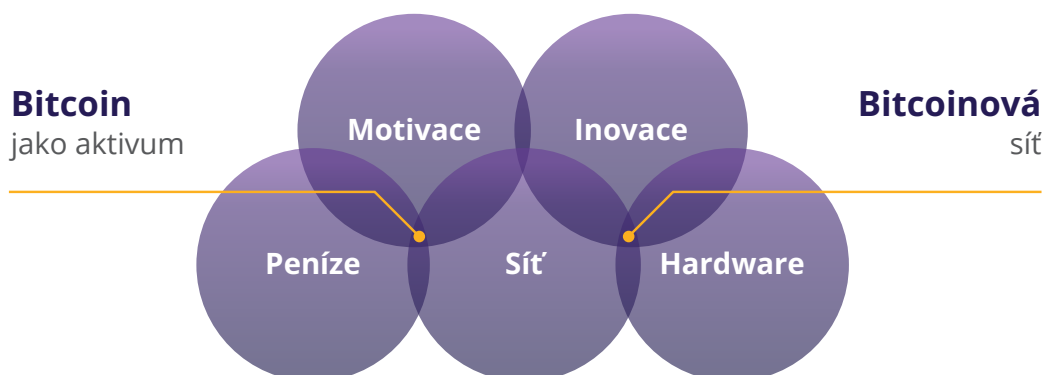 Bitcoin
jako aktivum
Bitcoinová
síť
Motivace
Inovace
Peníze
Síť
Hardware